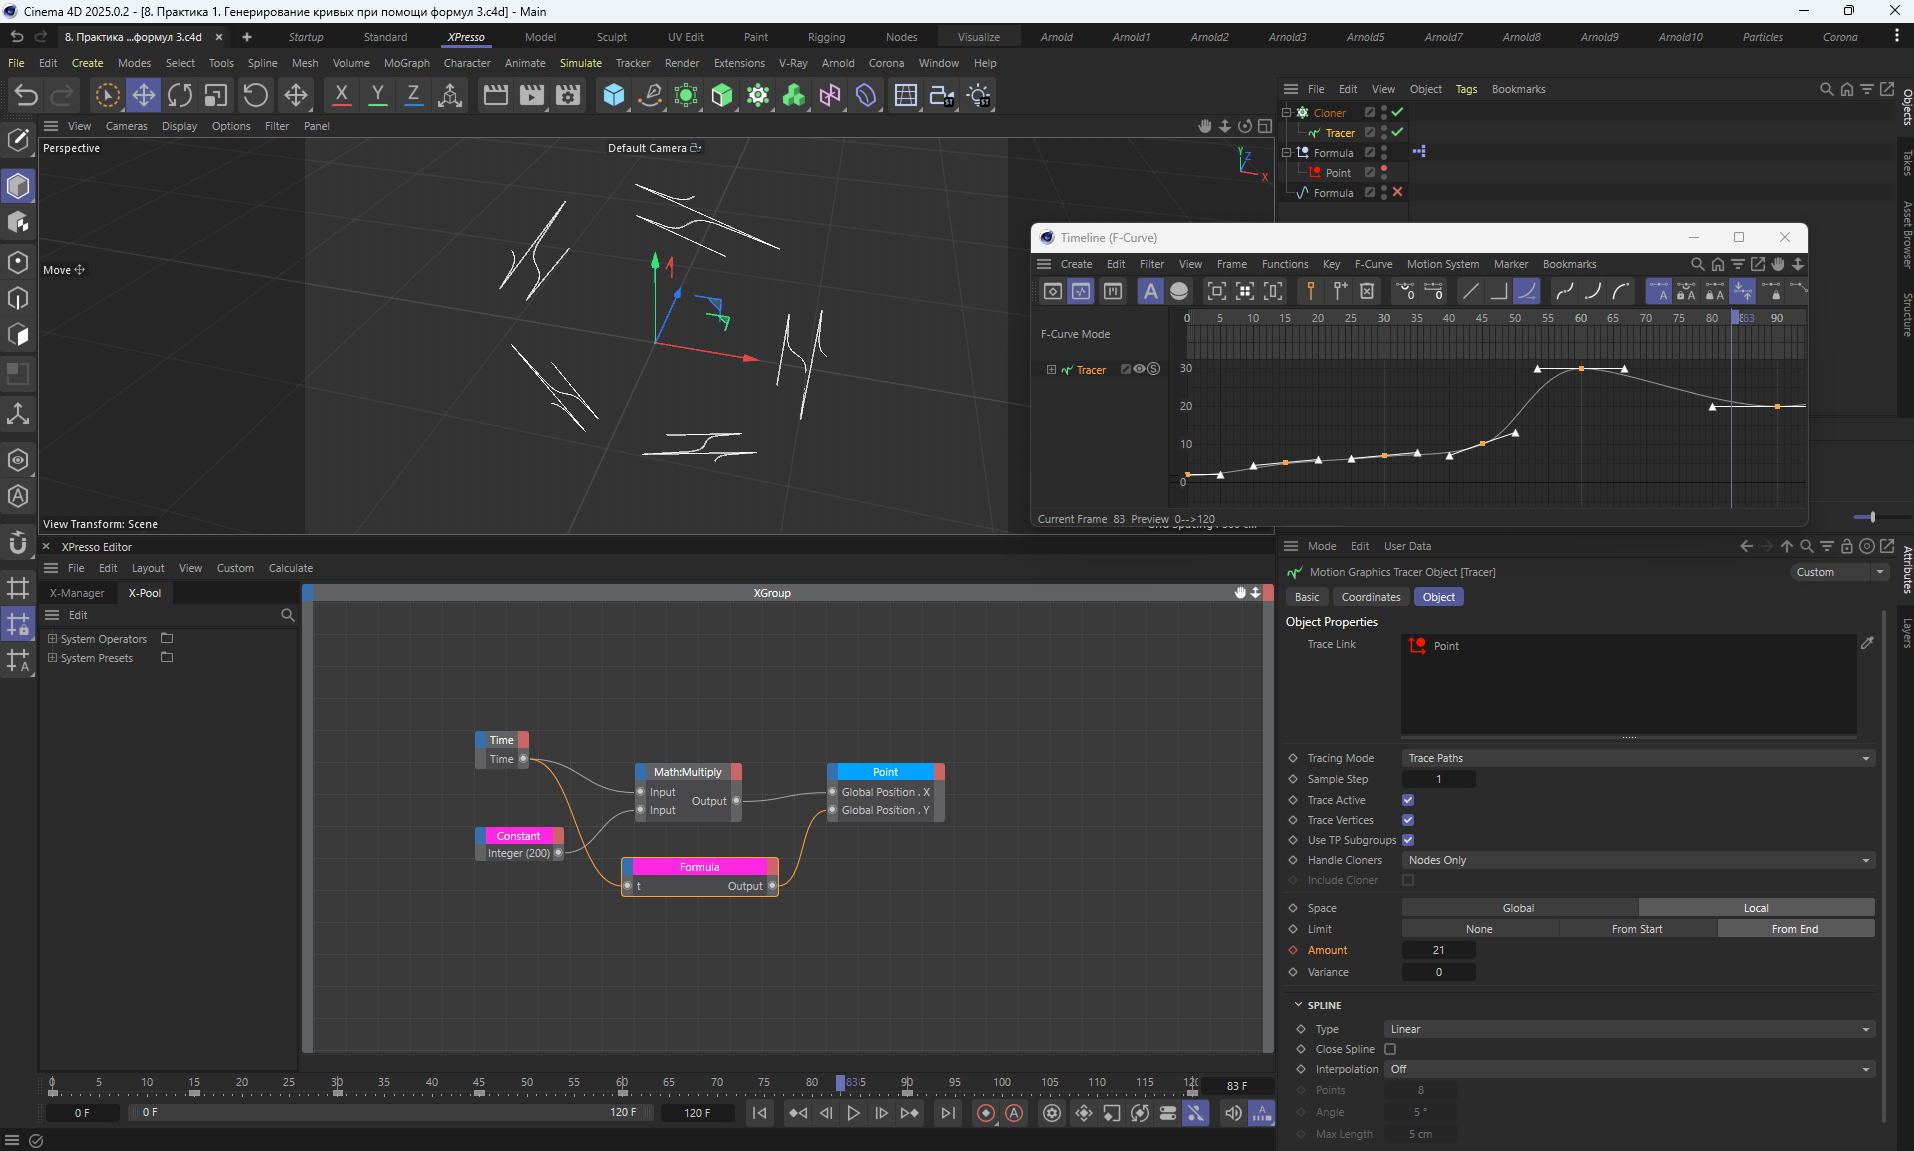 Cinema 4D 2025.0.2 - [8. Практика 1. Генерирование кривых при помощи формул 3.c4d] - Main
8. Практика ...формул 3.c4d
Startup Standard XPresso Model Sculpt UV Edit Paint Rigging Nodes Visualize Arnold Arnold1 Arnold2 Arnold3 Arnold5 Arnold7 Arnold8 Arnold9 Arnold10 Particles Corona
File Edit Create Modes Select Tools Spline Mesh Volume MoGraph Character Animate Simulate Tracker Render Extensions V-Ray Arnold Corona Window Help
X Y Z ST ST
View Cameras Display Options Filter Panel
Perspective
Default Camera
Y Z X
Move
View Transform: Scene
File Edit View Object Tags Bookmarks
Cloner
Tracer
Formula
Point
Formula
Objects
Takes
Asset Browser
Structure
Timeline (F-Curve)
Create Edit Filter View Frame Functions Key F-Curve Motion System Marker Bookmarks
F-Curve Mode
0 5 10 15 20 25 30 35 40 45 50 55 60 65 70 75 80 83 90
Tracer
30
20
10
0
Current Frame 83 Preview 0-->120
XPresso Editor
File Edit Layout View Custom Calculate
X-Manager X-Pool
Edit
System Operators
System Presets
XGroup
Time
Time
Constant
Integer (200)
Math:Multiply
Input
Input
Output
Formula
t Output
Point
Global Position . X
Global Position . Y
0 5 10 15 20 25 30 35 40 45 50 55 60 65 70 75 80 83 5 90 95 100 105 110 115 12
83 F
0 F 0 F 120 F 120 F
Mode Edit User Data
Motion Graphics Tracer Object [Tracer]
Custom
Basic Coordinates Object
Object Properties
Trace Link Point
Tracing Mode Trace Paths
Sample Step 1
Trace Active
Trace Vertices
Use TP Subgroups
Handle Cloners Nodes Only
Include Cloner
Space Global Local
Limit None From Start From End
Amount 21
Variance 0
SPLINE
Type Linear
Close Spline
Interpolation Off
Points 8
Angle 5 °
Max Length 5 cm
Attributes
Layers